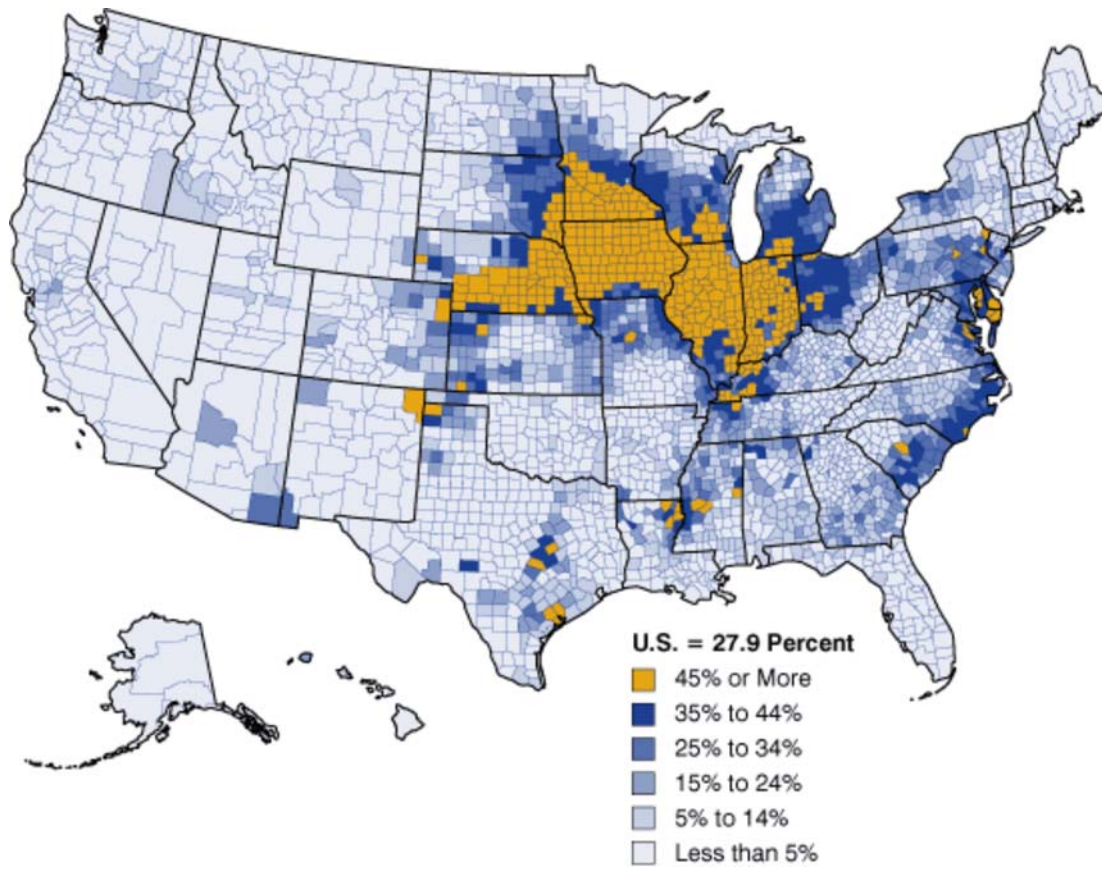 U.S. = 27.9 Percent
45% or More
35% to 44%
25% to 34%
15% to 24%
5% to 14%
Less than 5%